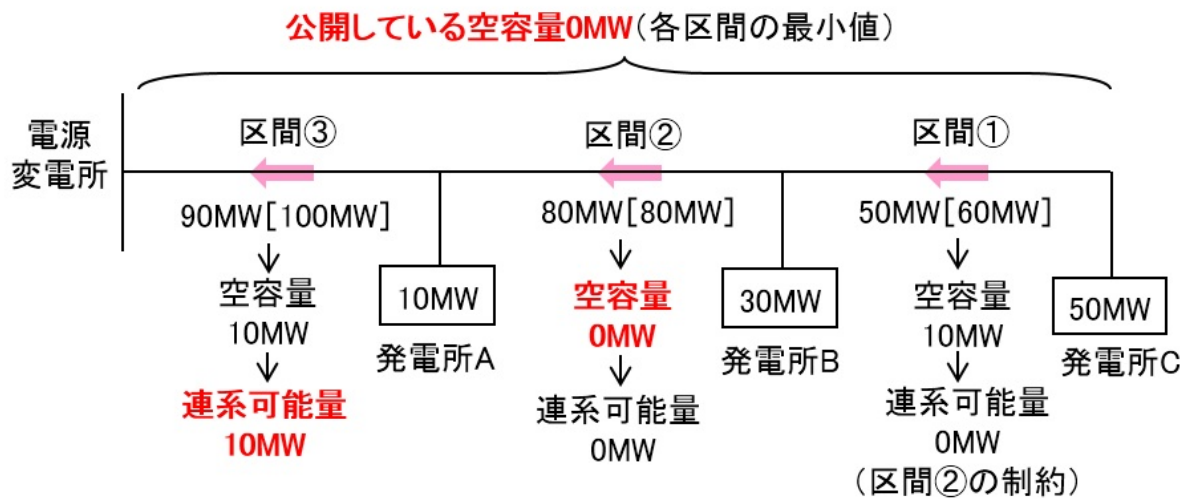 公開している空容量0MW(各区間の最小値)
電源
変電所
区間③
区間②
区間①
90MW[100MW]
80MW[80MW]
50MW[60MW]
空容量
10MW
連系可能量
10MW
10MW
発電所A
空容量
0MW
連系可能量
0MW
30MW
発電所B
空容量
10MW
連系可能量
0MW
(区間②の制約)
50MW
発電所C